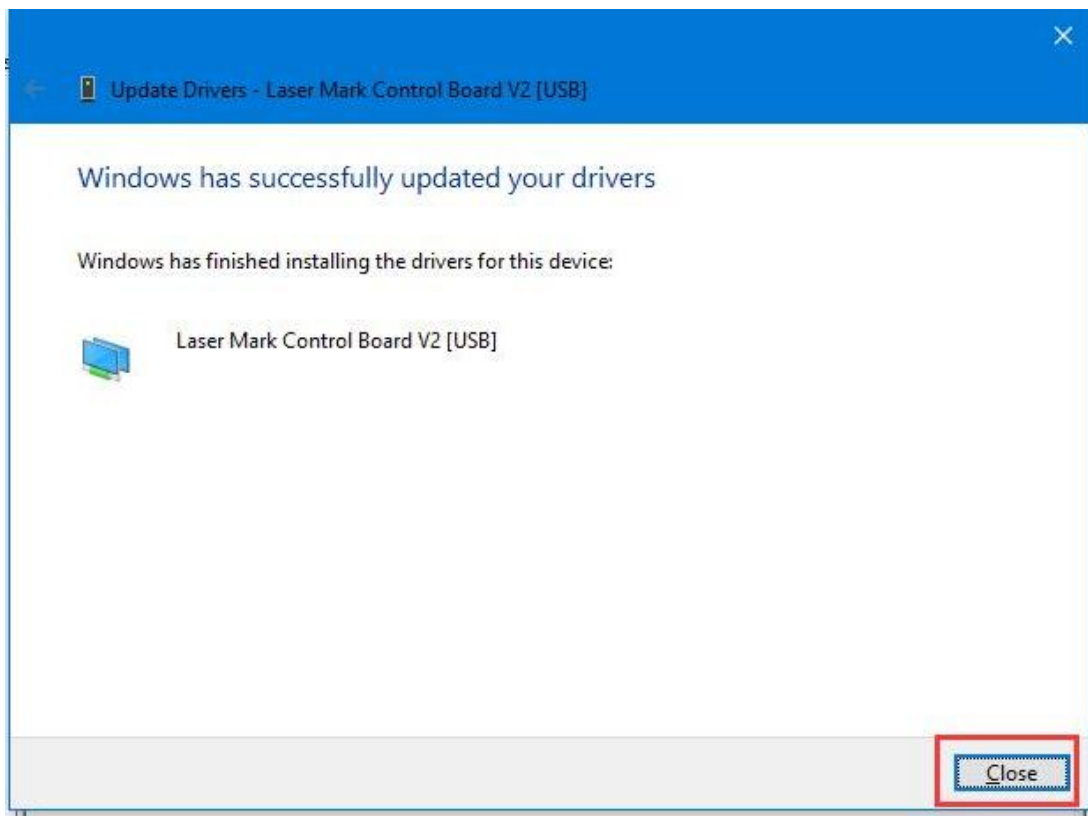 Update Drivers - Laser Mark Control Board V2 [USB]
Windows has successfully updated your drivers
Windows has finished installing the drivers for this device:
Laser Mark Control Board V2 [USB]
Close